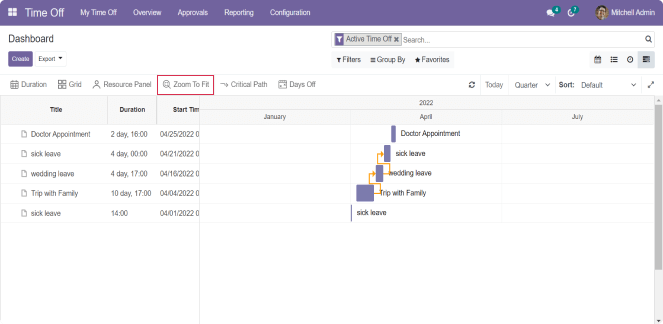 Time Off My Time Off Overview Approvals Reporting Configuration 4 7 Mitchell Admin
Dashboard Active Time Off Search...
Create Export Filters Group By Favorites
Duration Grid Resource Panel Zoom To Fit Critical Path Days Off Today Quarter Sort: Default
2022
Title Duration Start Tim
January April July
Doctor Appointment 2 day, 16:00 04/25/2022 0 Doctor Appointment
sick leave 4 day, 00:00 04/21/2022 0 sick leave
wedding leave 4 day, 17:00 04/16/2022 0 wedding leave
Trip with Family 10 day, 17:00 04/04/2022 0 Trip with Family
sick leave 14:00 04/01/2022 0 sick leave